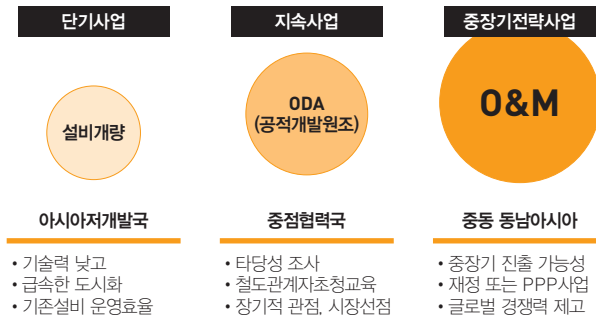 단기사업
지속사업
중장기전략사업
설비개량
ODA
(공적개발원조)
O&M
아시아저개발국
중점협력국
중동 동남아시아
• 기술력 낮고
• 급속한 도시화
• 기존설비 운영효율
• 타당성 조사
• 철도관계자초청교육
• 장기적 관점, 시장선점
• 중장기 진출 가능성
• 재정 또는 PPP사업
• 글로벌 경쟁력 제고